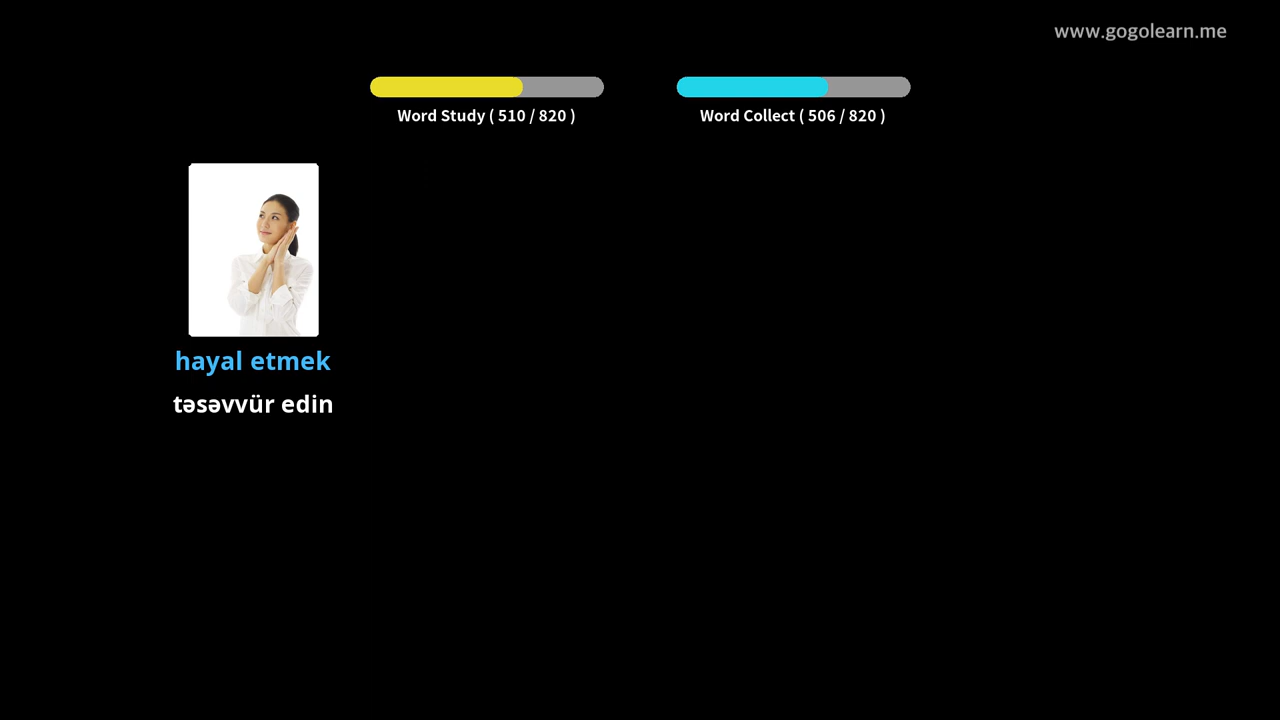 www.gogolearn.me
Word Study ( 510 / 820 )
Word Collect ( 506 / 820 )
hayal etmek
təsəvvür edin